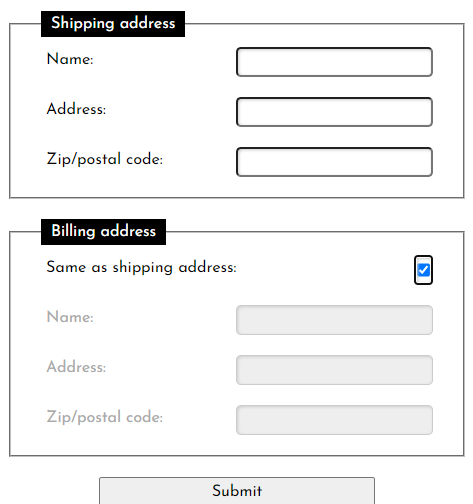 Shipping address
Name:
Address:
Zip/postal code:
Billing address
Same as shipping address:
Name:
Address:
Zip/postal code:
Submit